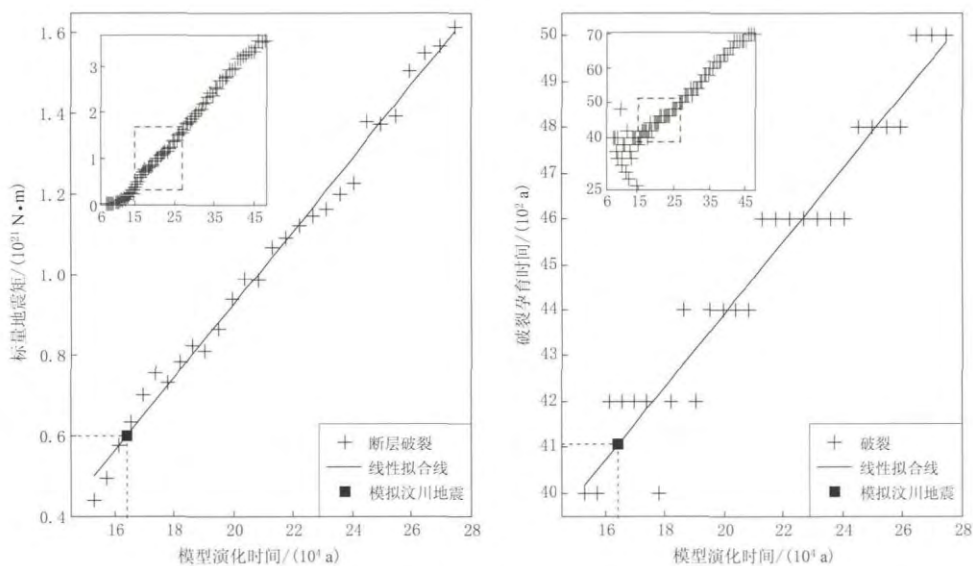 标量地震矩/(10²¹ N•m)
1.6
1.4
1.2
1.0
0.8
0.6
0.4
3
2
1
0
6 15 25 35 45
断层破裂
线性拟合线
模拟汶川地震
16 18 20 22 24 26 28
模型演化时间/(10⁴ a)
破裂孕育时间/(10² a)
50
48
46
44
43
42
41
40
70
60
50
40
25
6 15 25 35 45
破裂
线性拟合线
模拟汶川地震
16 18 20 22 24 26 28
模型演化时间/(10⁴ a)